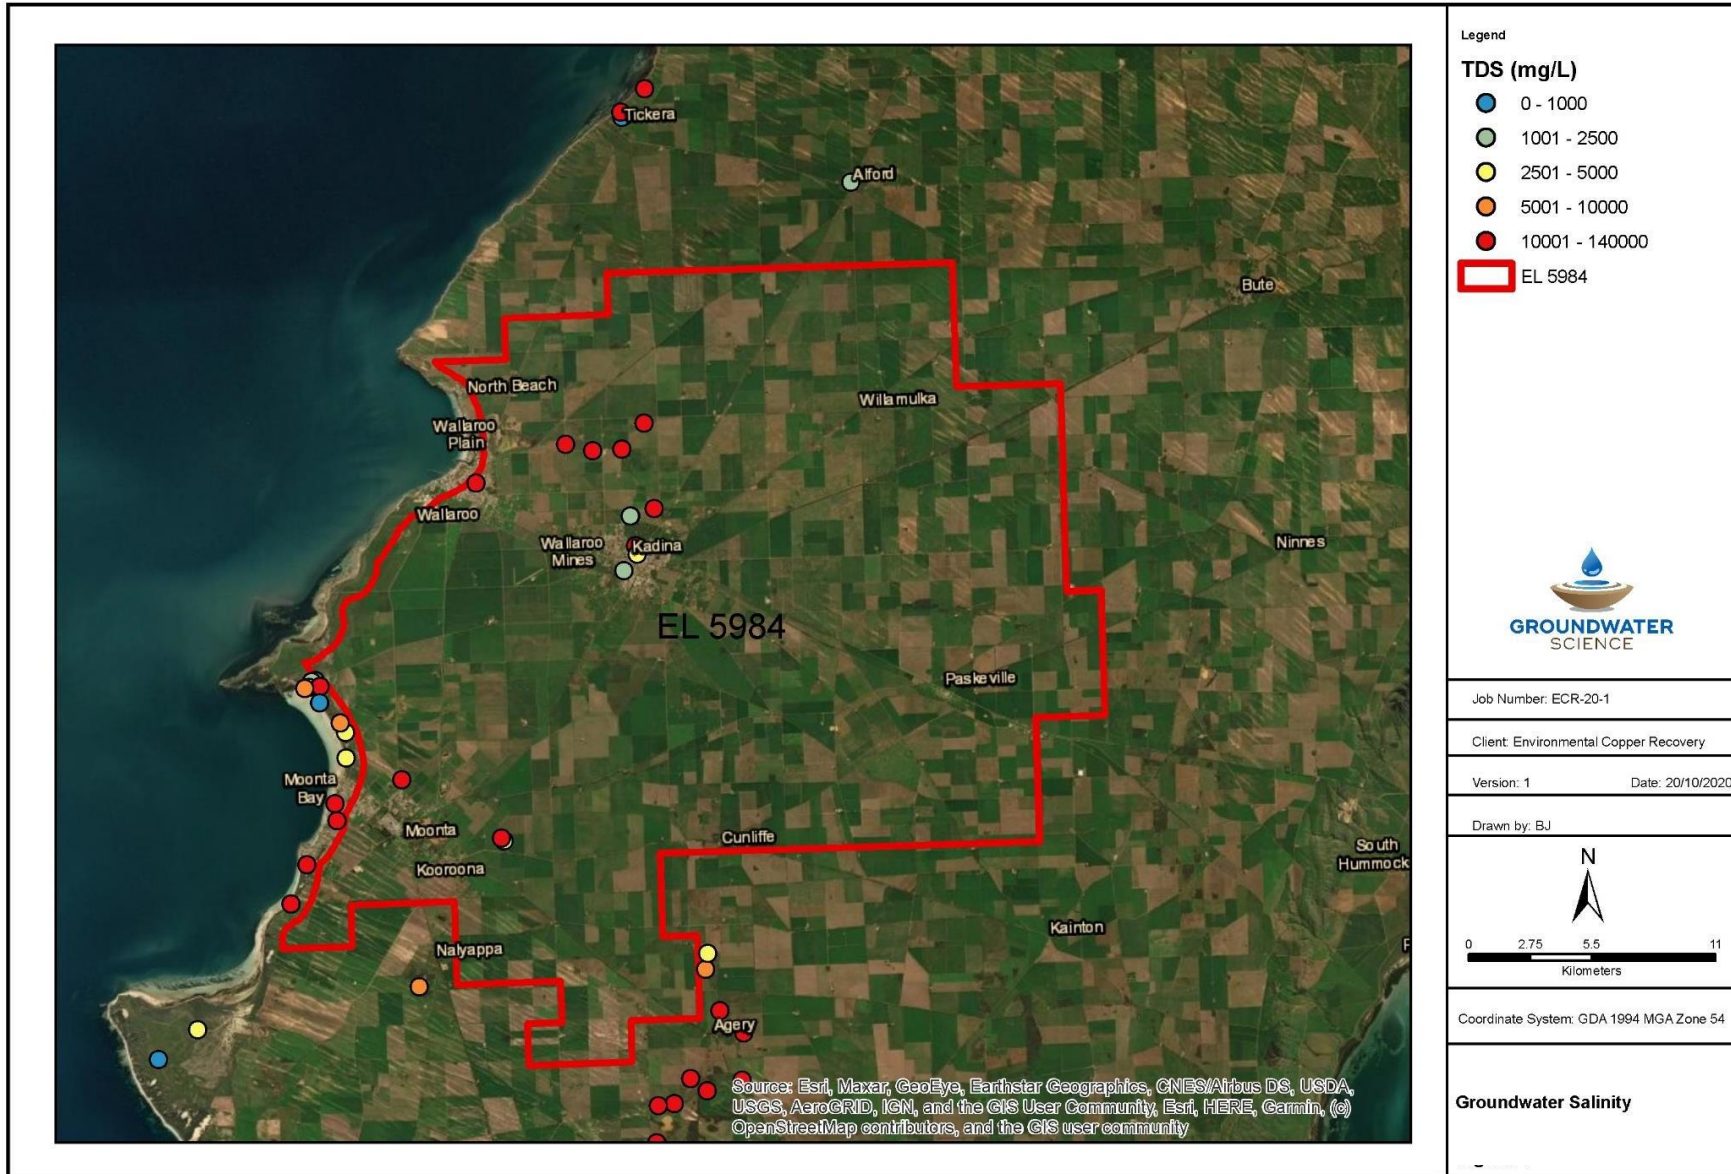 Tickera
Alford
Bute
North Beach
Willamulka
Wallaroo
Plain
Wallaroo
Wallaroo
Mines
Kadina
Ninnes
EL 5984
Paskeville
Moonta
Bay
Moonta
Cunliffe
South
Hummock
Kooroona
Kainton
Nalyappa
Agery
Source: Esri, Maxar, GeoEye, Earthstar Geographics, CNES/Airbus DS, USDA,
USGS, AeroGRID, IGN, and the GIS User Community, Esri, HERE, Garmin, (c)
OpenStreetMap contributors, and the GIS user community
Legend
TDS (mg/L)
0 - 1000
1001 - 2500
2501 - 5000
5001 - 10000
10001 - 140000
EL 5984
GROUNDWATER
SCIENCE
Job Number: ECR-20-1
Client: Environmental Copper Recovery
Version: 1 Date: 20/10/2020
Drawn by: BJ
N
0 2.75 5.5 11
Kilometers
Coordinate System: GDA 1994 MGA Zone 54
Groundwater Salinity